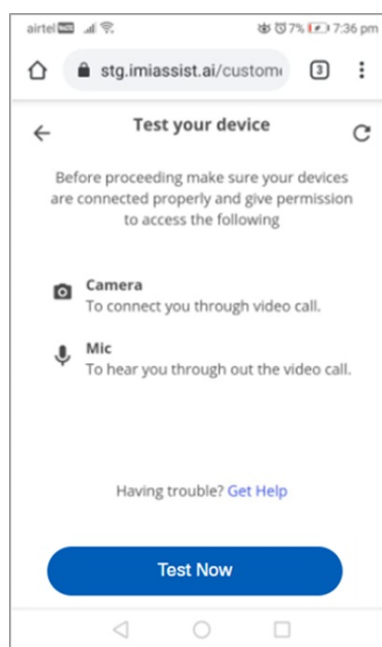 airtel 7% 7:36 pm
stg.imiassist.ai/custom 3
Test your device
Before proceeding make sure your devices
are connected properly and give permission
to access the following
Camera
To connect you through video call.
Mic
To hear you through out the video call.
Having trouble? Get Help
Test Now